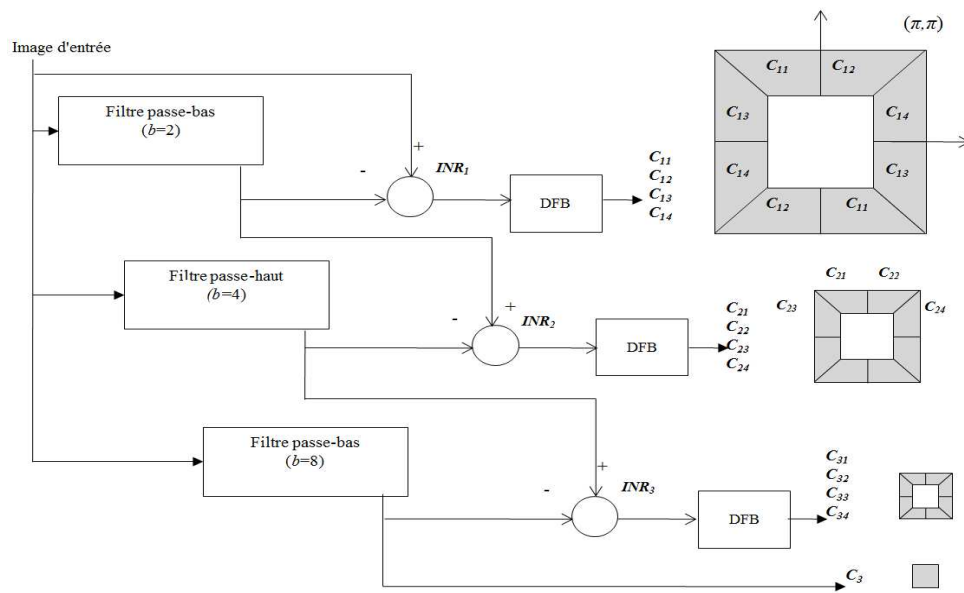 Image d'entrée
Filtre passe-bas
(b=2)
+
-
INR₁
DFB
C₁₁
C₁₂
C₁₃
C₁₄
(π,π)
C₁₁ C₁₂
C₁₃ C₁₄
C₁₄ C₁₃
C₁₂ C₁₁
Filtre passe-haut
(b=4)
+
-
INR₂
DFB
C₂₁
C₂₂
C₂₃
C₂₄
C₂₁ C₂₂
C₂₃ C₂₄
Filtre passe-bas
(b=8)
+
-
INR₃
DFB
C₃₁
C₃₂
C₃₃
C₃₄
C₃